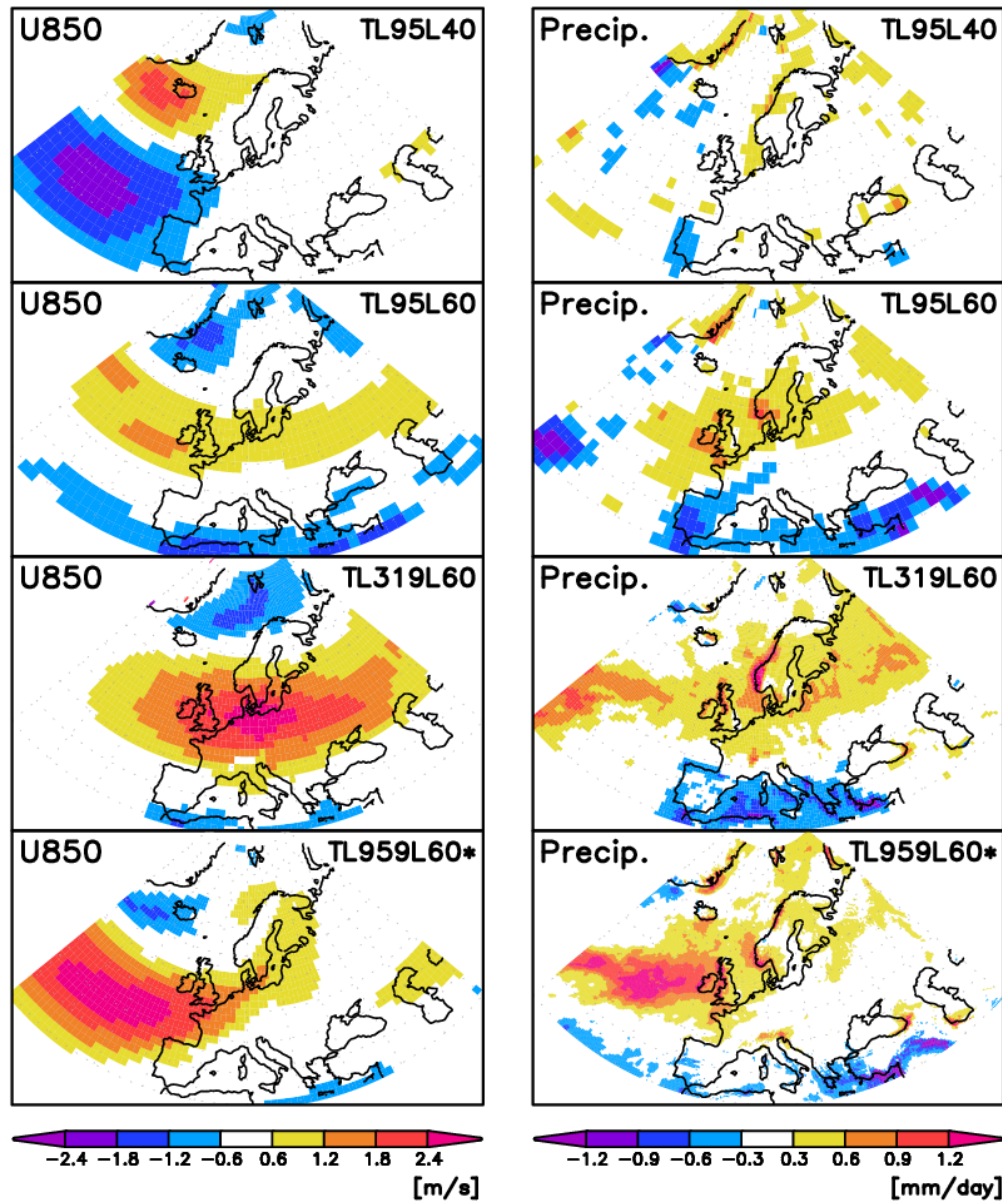 U850 TL95L40 Precip. TL95L40
U850 TL95L60 Precip. TL95L60
U850 TL319L60 Precip. TL319L60
U850 TL959L60* Precip. TL959L60*
−2.4 −1.8 −1.2 −0.6 0.6 1.2 1.8 2.4 −1.2 −0.9 −0.6 −0.3 0.3 0.6 0.9 1.2
[m/s] [mm/day]